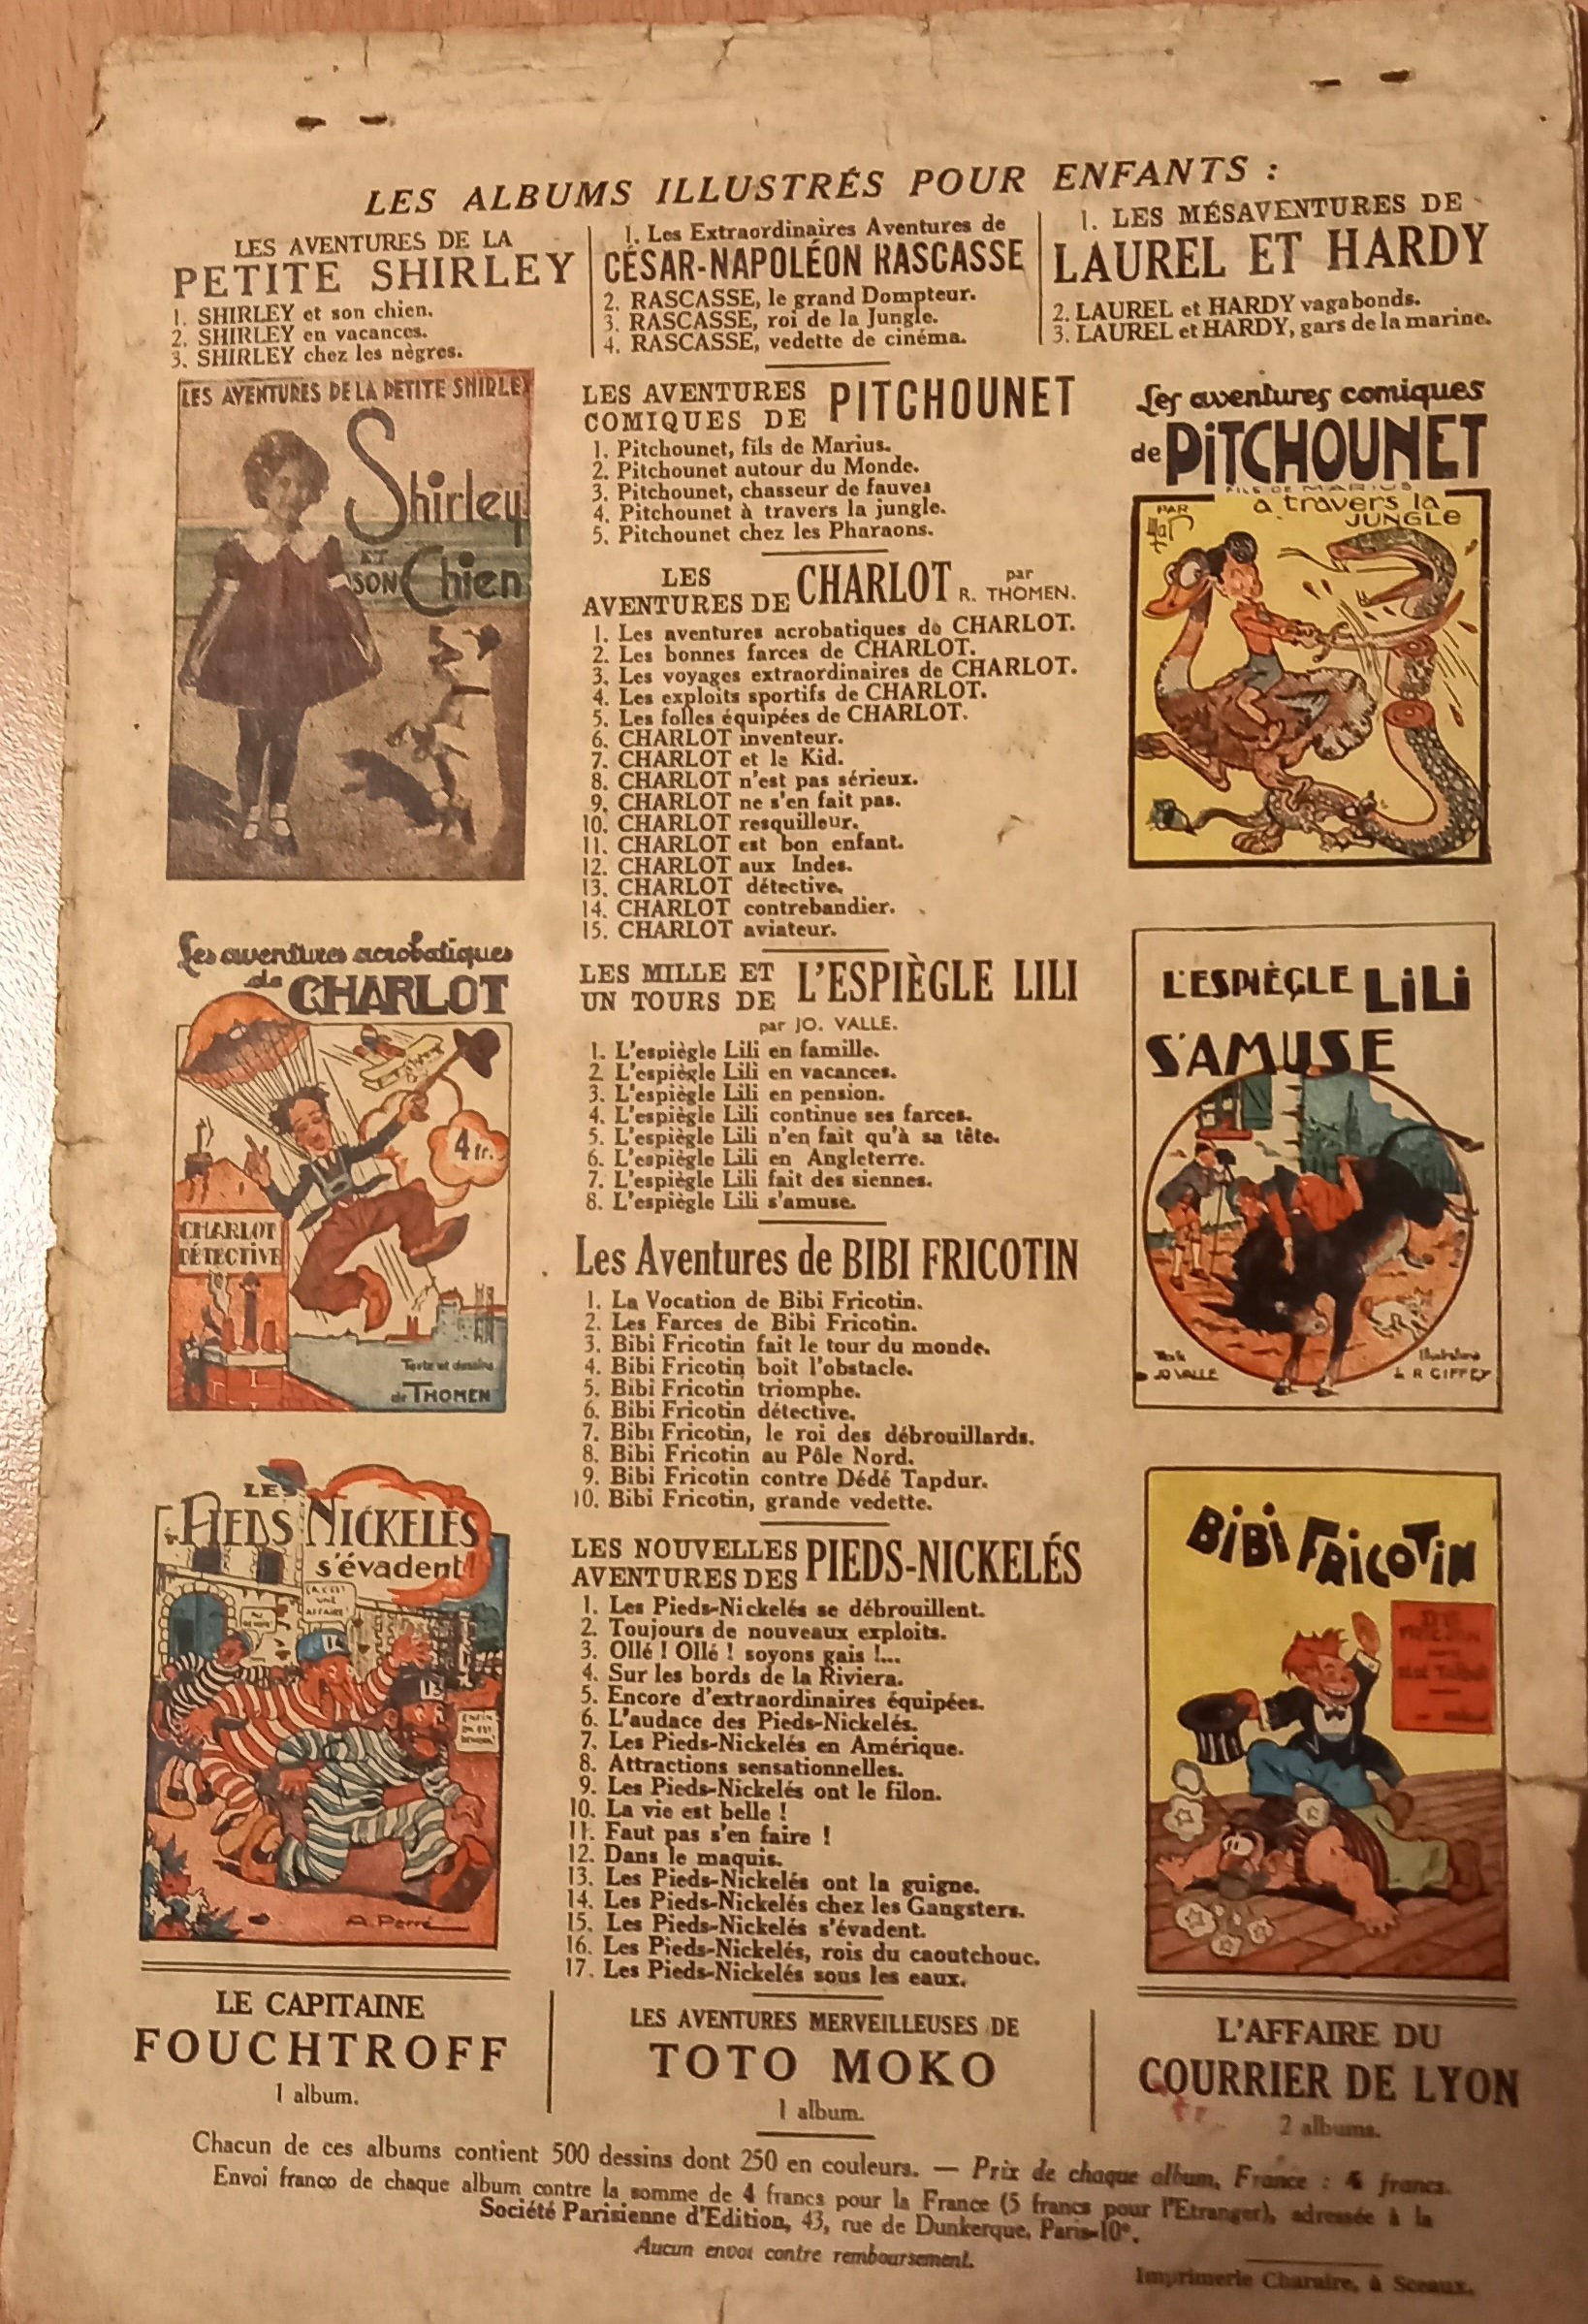 LES ALBUMS ILLUSTRÉS POUR ENFANTS :
LES AVENTURES DE LA
PETITE SHIRLEY
1. SHIRLEY et son chien.
2. SHIRLEY en vacances.
3. SHIRLEY chez les nègres.
1. Les Extraordinaires Aventures de
CÉSAR-NAPOLÉON RASCASSE
2. RASCASSE, le grand Dompteur.
3. RASCASSE, roi de la Jungle.
4. RASCASSE, vedette de cinéma.
1. LES MÉSAVENTURES DE
LAUREL ET HARDY
2. LAUREL et HARDY vagabonds.
3. LAUREL et HARDY, gars de la marine.
LES AVENTURES DE LA PETITE SHIRLEY
Shirley
ET
SON Chien
LES AVENTURES
COMIQUES DE PITCHOUNET
1. Pitchounet, fils de Marius.
2. Pitchounet autour du Monde.
3. Pitchounet, chasseur de fauves
4. Pitchounet à travers la jungle.
5. Pitchounet chez les Pharaons.
Les aventures comiques
de PiTCHOUNET
FILS DE MARIUS
PAR
Mat
à travers la
JUNGLE
LES
AVENTURES DE CHARLOT par
R. THOMEN.
1. Les aventures acrobatiques de CHARLOT.
2. Les bonnes farces de CHARLOT.
3. Les voyages extraordinaires de CHARLOT.
4. Les exploits sportifs de CHARLOT.
5. Les folles équipées de CHARLOT.
6. CHARLOT inventeur.
7. CHARLOT et le Kid.
8. CHARLOT n'est pas sérieux.
9. CHARLOT ne s'en fait pas.
10. CHARLOT resquilleur.
11. CHARLOT est bon enfant.
12. CHARLOT aux Indes.
13. CHARLOT détective.
14. CHARLOT contrebandier.
15. CHARLOT aviateur.
Les aventures acrobatiques
de CHARLOT
4 fr.
CHARLOT
DÉTECTIVE
Texte et dessins
de THOMEN
LES MILLE ET
UN TOURS DE L'ESPIÈGLE LILI
par JO. VALLE.
1. L'espiègle Lili en famille.
2. L'espiègle Lili en vacances.
3. L'espiègle Lili en pension.
4. L'espiègle Lili continue ses farces.
5. L'espiègle Lili n'en fait qu'à sa tête.
6. L'espiègle Lili en Angleterre.
7. L'espiègle Lili fait des siennes.
8. L'espiègle Lili s'amuse.
L'ESPIÈGLE LiLi
S'AMUSE
Texte
JO VALLE
Illustrations
R GIFFEY
Les Aventures de BIBI FRICOTIN
1. La Vocation de Bibi Fricotin.
2. Les Farces de Bibi Fricotin.
3. Bibi Fricotin fait le tour du monde.
4. Bibi Fricotin boit l'obstacle.
5. Bibi Fricotin triomphe.
6. Bibi Fricotin détective.
7. Bibi Fricotin, le roi des débrouillards.
8. Bibi Fricotin au Pôle Nord.
9. Bibi Fricotin contre Dédé Tapdur.
10. Bibi Fricotin, grande vedette.
LES
PIEDS NICKELÉS
s'évadent!
ÇA C'EST
UNE
AFFAIRE!
14
13
ENFIN
ON EST
DEHORS!
A. Perré
LES NOUVELLES
AVENTURES DES PIEDS-NICKELÉS
1. Les Pieds-Nickelés se débrouillent.
2. Toujours de nouveaux exploits.
3. Ollé ! Ollé ! soyons gais !...
4. Sur les bords de la Riviera.
5. Encore d'extraordinaires équipées.
6. L'audace des Pieds-Nickelés.
7. Les Pieds-Nickelés en Amérique.
8. Attractions sensationnelles.
9. Les Pieds-Nickelés ont le filon.
10. La vie est belle !
11. Faut pas s'en faire !
12. Dans le maquis.
13. Les Pieds-Nickelés ont la guigne.
14. Les Pieds-Nickelés chez les Gangsters.
15. Les Pieds-Nickelés s'évadent.
16. Les Pieds-Nickelés, rois du caoutchouc.
17. Les Pieds-Nickelés sous les eaux.
BiBi FRiCOTiN
LE CAPITAINE
FOUCHTROFF
1 album.
LES AVENTURES MERVEILLEUSES DE
TOTO MOKO
1 album.
L'AFFAIRE DU
COURRIER DE LYON
2 albums.
Chacun de ces albums contient 500 dessins dont 250 en couleurs. — Prix de chaque album, France : 4 francs.
Envoi franco de chaque album contre la somme de 4 francs pour la France (5 francs pour l'Etranger), adressée à la
Société Parisienne d'Edition, 43, rue de Dunkerque, Paris-10e.
Aucun envoi contre remboursement.
Imprimerie Charaire, à Sceaux.